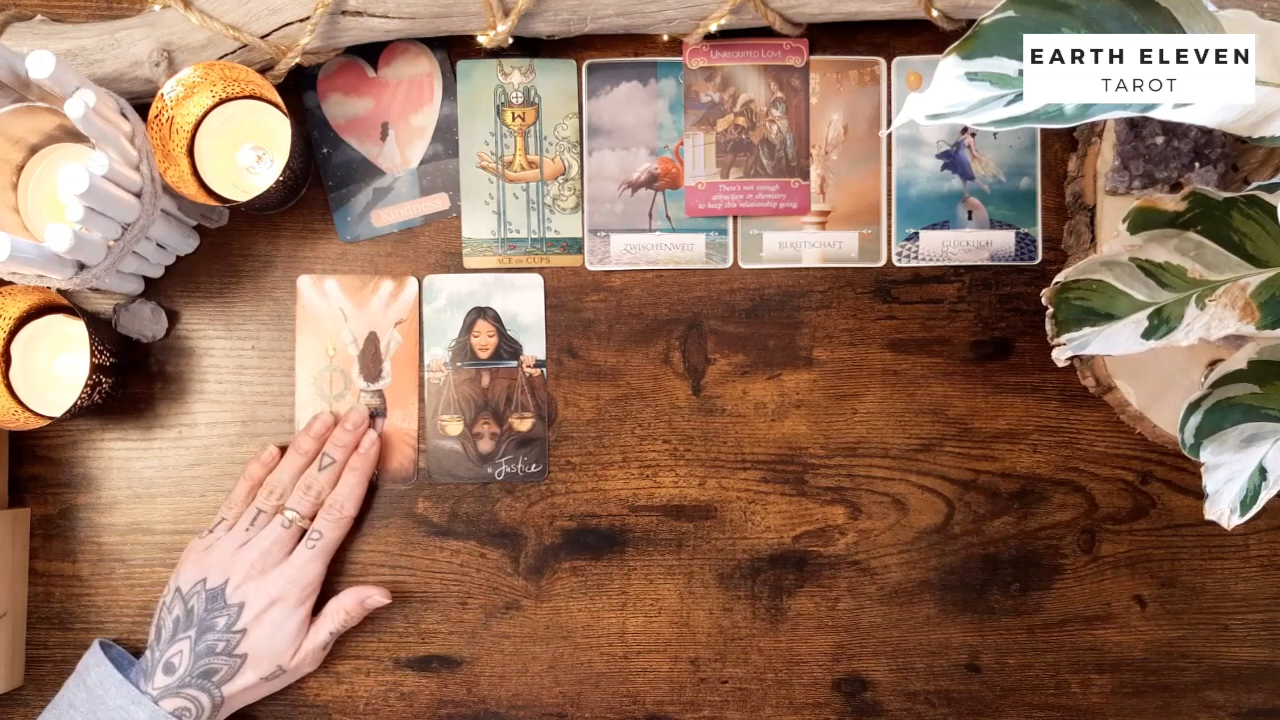 EARTH ELEVEN
TAROT
UNREQUITED LOVE
There's not enough
attraction or chemistry
to keep this relationship going.
Kindness
ACE OF CUPS
ZWISCHENWELT
BEREITSCHAFT
GLÜCKLICH
11 Justice